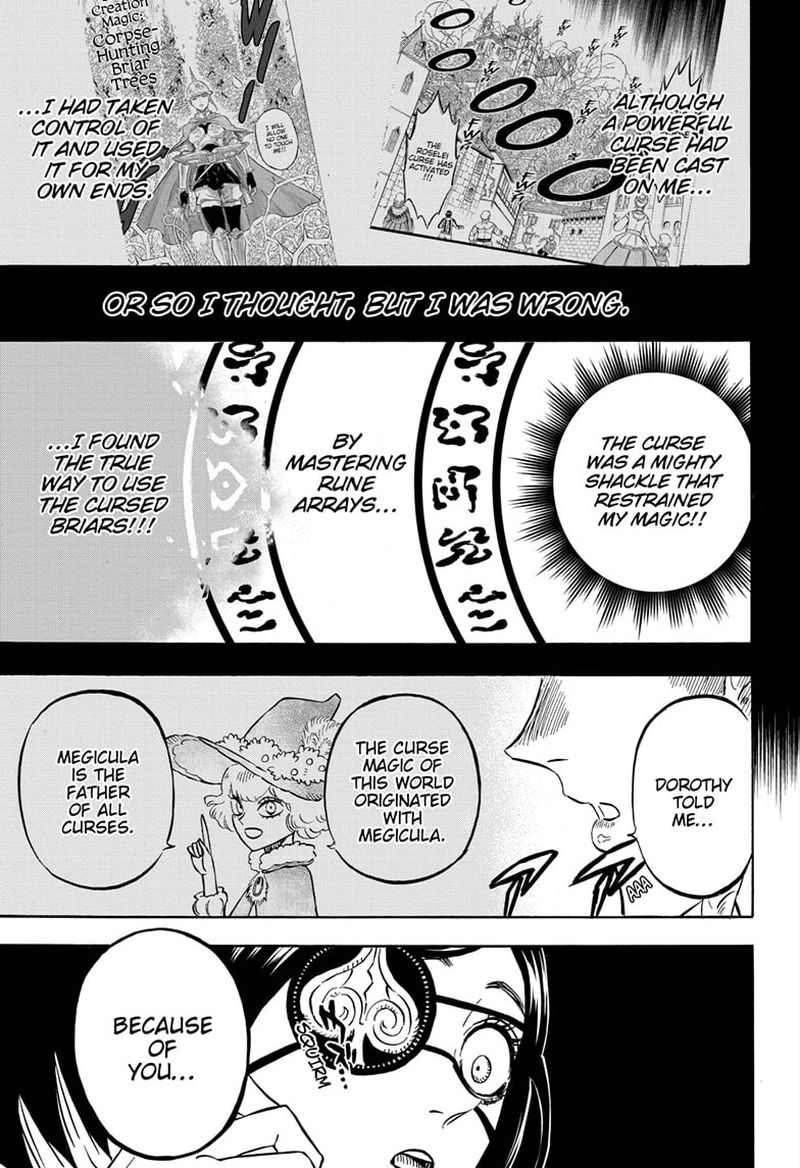 ALTHOUGH
A POWERFUL
CURSE HAD
BEEN CAST
ON ME...
THE
ROSELEI
CURSE HAS
ACTIVATED
!!!
Creation
Magic:
Corpse-
Hunting
Briar
Trees
I WILL
ALLOW
NO ONE
TO TOUCH
ME!!
...I HAD TAKEN
CONTROL OF
IT AND USED
IT FOR MY
OWN ENDS.
OR SO I THOUGHT, BUT I WAS WRONG.
THE CURSE
WAS A MIGHTY
SHACKLE THAT
RESTRAINED
MY MAGIC!!
BY
MASTERING
RUNE
ARRAYS...
...I FOUND
THE TRUE
WAY TO USE
THE CURSED
BRIARS!!!
DOROTHY
TOLD
ME...
AAA
THE CURSE
MAGIC OF
THIS WORLD
ORIGINATED
WITH
MEGICULA.
MEGICULA
IS THE
FATHER
OF ALL
CURSES.
SQUIRM
BECAUSE
OF
YOU...